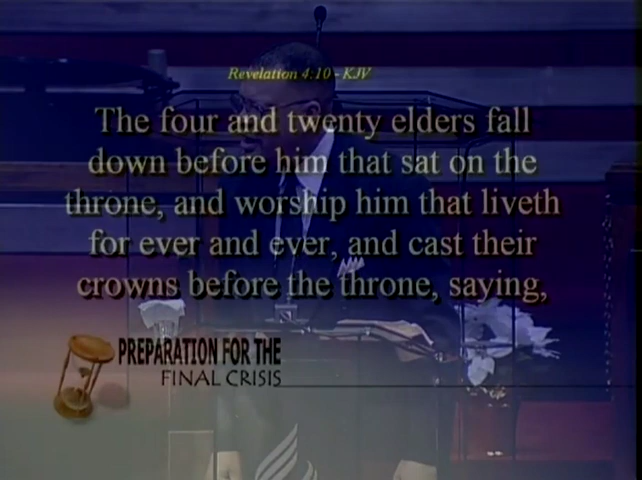 Revelation 4:10 - KJV
The four and twenty elders fall
down before him that sat on the
throne, and worship him that liveth
for ever and ever, and cast their
crowns before the throne, saying,
PREPARATION FOR THE
FINAL CRISIS